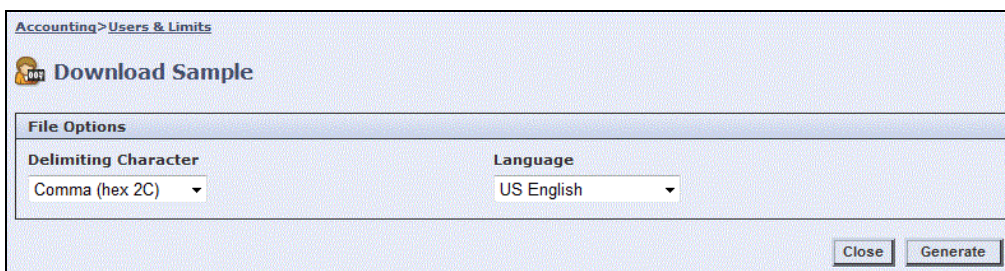 Accounting>Users & Limits
Download Sample
File Options
Delimiting Character Language
Comma (hex 2C) US English
Close Generate